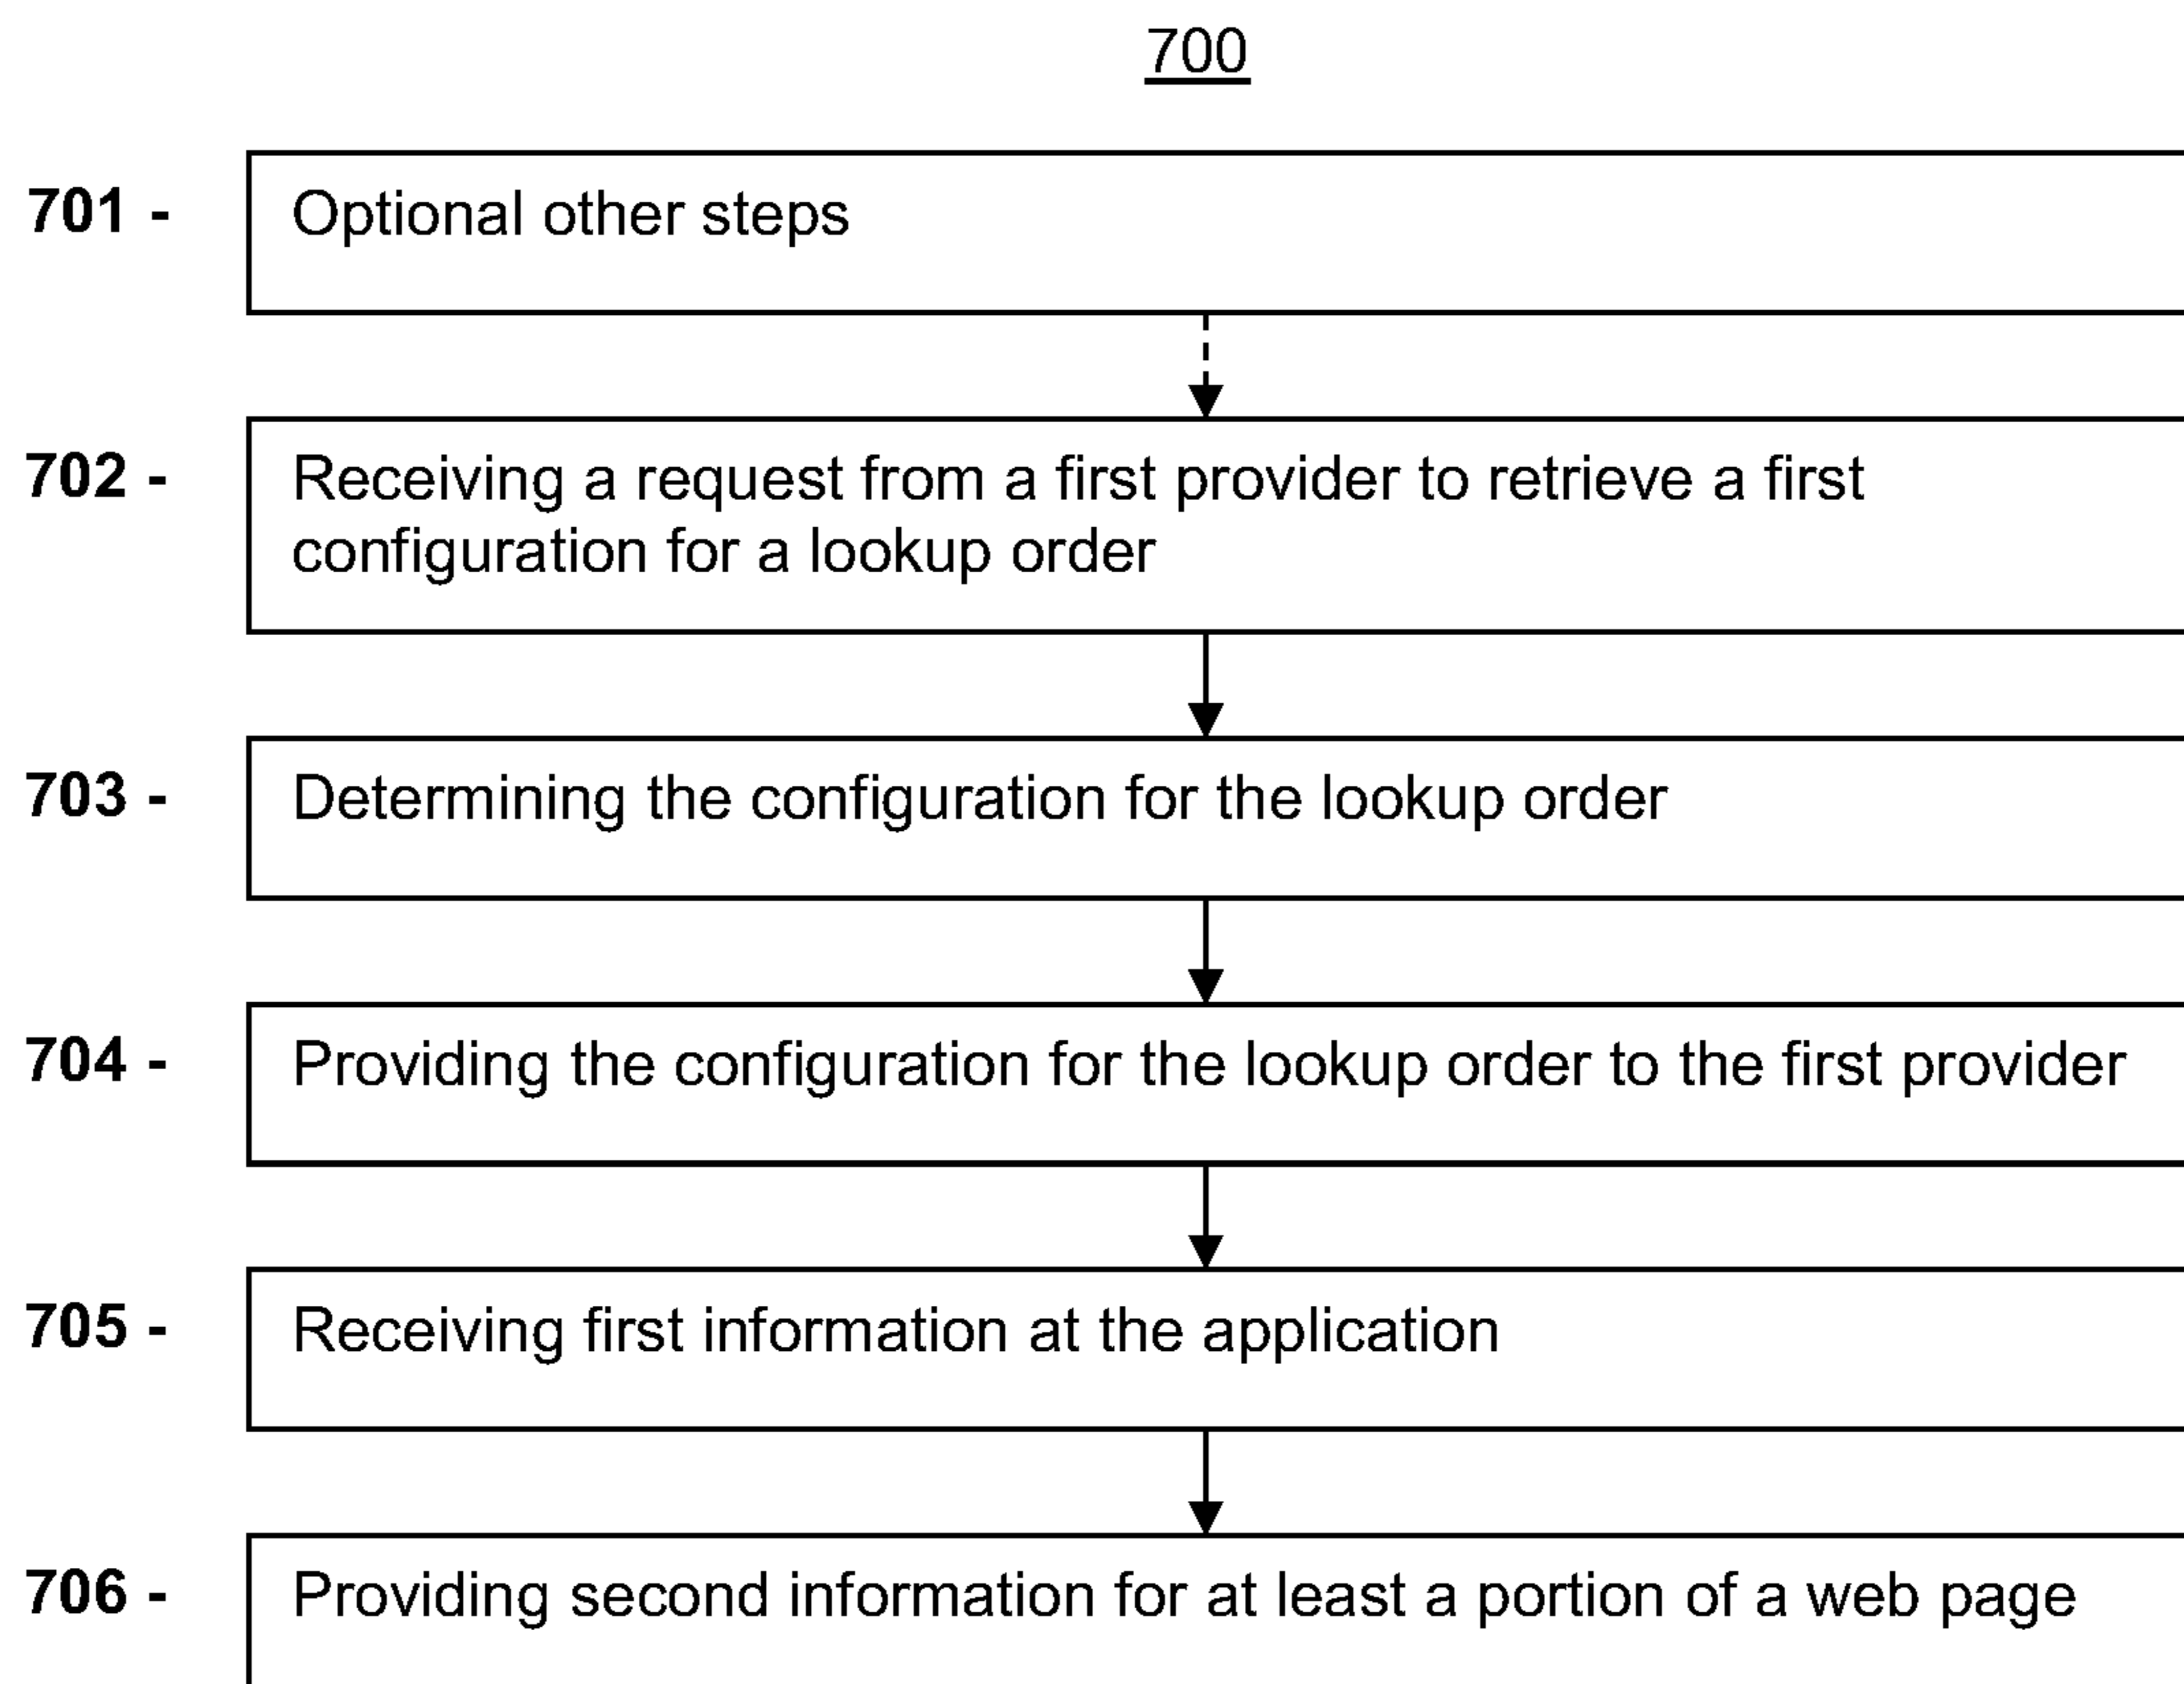 700
701 - Optional other steps
702 - Receiving a request from a first provider to retrieve a first
configuration for a lookup order
703 - Determining the configuration for the lookup order
704 - Providing the configuration for the lookup order to the first provider
705 - Receiving first information at the application
706 - Providing second information for at least a portion of a web page